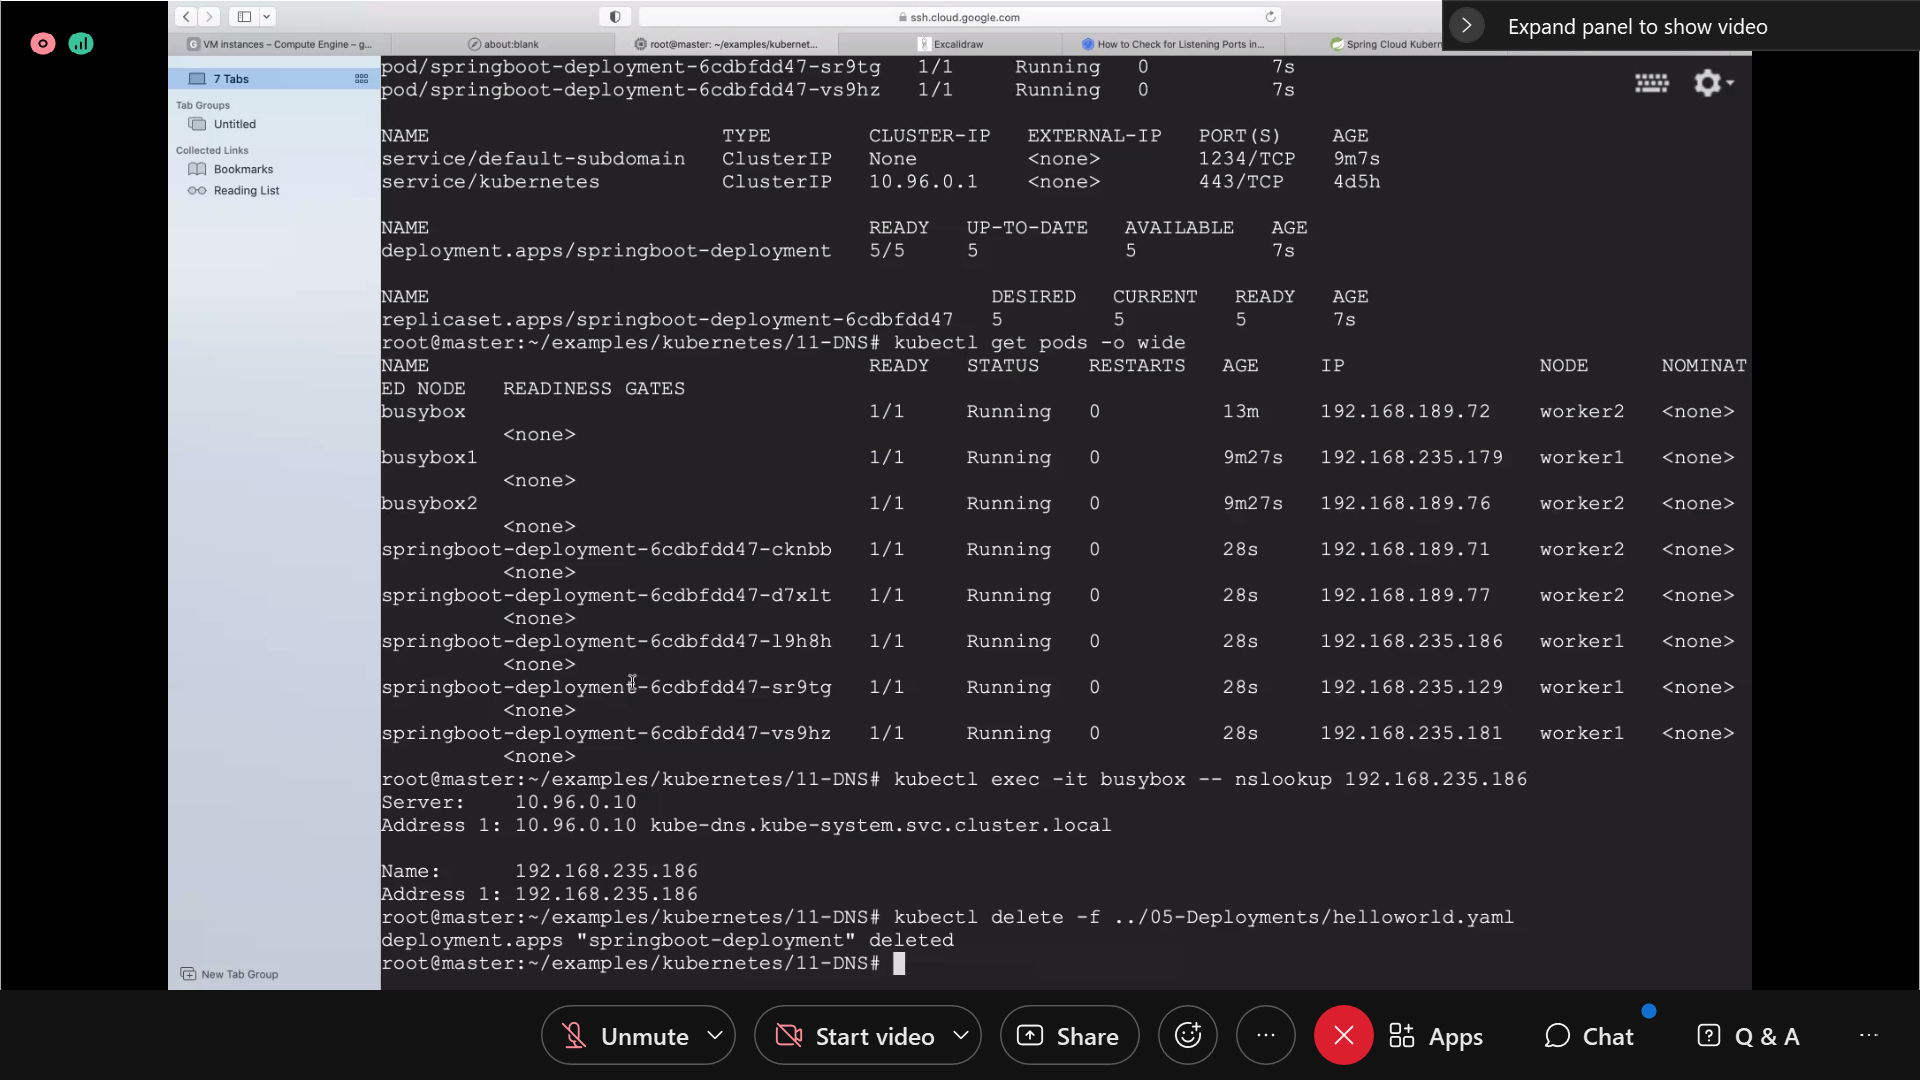 ssh.cloud.google.com
Expand panel to show video
VM instances – Compute Engine – g...
about:blank
root@master: ~/examples/kubernet...
Excalidraw
How to Check for Listening Ports in...
Spring Cloud Kubern
7 Tabs
Tab Groups
Untitled
Collected Links
Bookmarks
Reading List
New Tab Group
pod/springboot-deployment-6cdbfdd47-sr9tg 1/1 Running 0 7s
pod/springboot-deployment-6cdbfdd47-vs9hz 1/1 Running 0 7s
NAME TYPE CLUSTER-IP EXTERNAL-IP PORT(S) AGE
service/default-subdomain ClusterIP None <none> 1234/TCP 9m7s
service/kubernetes ClusterIP 10.96.0.1 <none> 443/TCP 4d5h
NAME READY UP-TO-DATE AVAILABLE AGE
deployment.apps/springboot-deployment 5/5 5 5 7s
NAME DESIRED CURRENT READY AGE
replicaset.apps/springboot-deployment-6cdbfdd47 5 5 5 7s
root@master:~/examples/kubernetes/11-DNS# kubectl get pods -o wide
NAME READY STATUS RESTARTS AGE IP NODE NOMINAT
ED NODE READINESS GATES
busybox 1/1 Running 0 13m 192.168.189.72 worker2 <none>
<none>
busybox1 1/1 Running 0 9m27s 192.168.235.179 worker1 <none>
<none>
busybox2 1/1 Running 0 9m27s 192.168.189.76 worker2 <none>
<none>
springboot-deployment-6cdbfdd47-cknbb 1/1 Running 0 28s 192.168.189.71 worker2 <none>
<none>
springboot-deployment-6cdbfdd47-d7xlt 1/1 Running 0 28s 192.168.189.77 worker2 <none>
<none>
springboot-deployment-6cdbfdd47-l9h8h 1/1 Running 0 28s 192.168.235.186 worker1 <none>
<none>
springboot-deployment-6cdbfdd47-sr9tg 1/1 Running 0 28s 192.168.235.129 worker1 <none>
<none>
springboot-deployment-6cdbfdd47-vs9hz 1/1 Running 0 28s 192.168.235.181 worker1 <none>
<none>
root@master:~/examples/kubernetes/11-DNS# kubectl exec -it busybox -- nslookup 192.168.235.186
Server: 10.96.0.10
Address 1: 10.96.0.10 kube-dns.kube-system.svc.cluster.local
Name: 192.168.235.186
Address 1: 192.168.235.186
root@master:~/examples/kubernetes/11-DNS# kubectl delete -f ../05-Deployments/helloworld.yaml
deployment.apps "springboot-deployment" deleted
root@master:~/examples/kubernetes/11-DNS#
Unmute
Start video
Share
Apps
Chat
Q & A